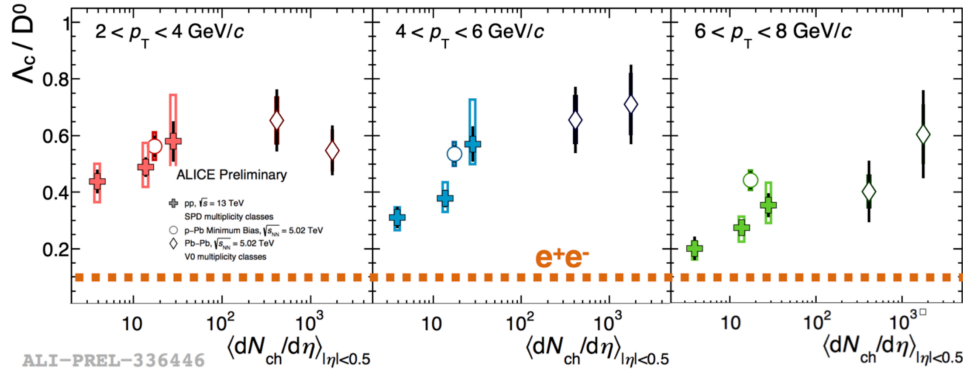 Λc / D⁰
1
0.8
0.6
0.4
0.2
2 < pT < 4 GeV/c
4 < pT < 6 GeV/c
6 < pT < 8 GeV/c
ALICE Preliminary
pp, √s = 13 TeV
SPD multiplicity classes
p–Pb Minimum Bias, √sNN = 5.02 TeV
Pb–Pb, √sNN = 5.02 TeV
V0 multiplicity classes
e⁺e⁻
10 10² 10³
10 10² 10³
10 10² 10³
⟨dNch/dη⟩|η|<0.5
⟨dNch/dη⟩|η|<0.5
⟨dNch/dη⟩|η|<0.5
ALI−PREL−336446